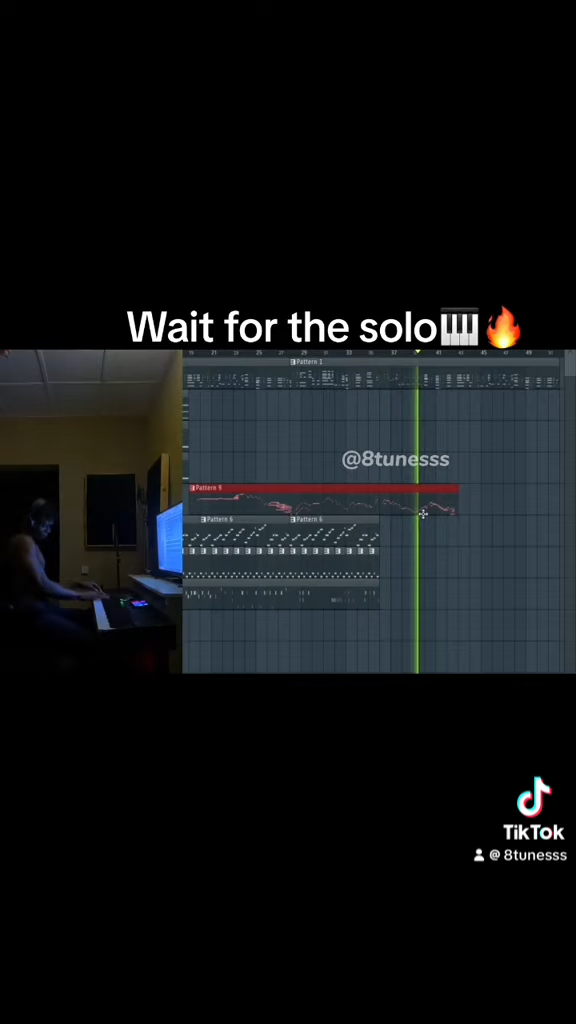 Wait for the solo🎹🔥
Pattern 1
@8tunesss
Pattern 9
Pattern 6 Pattern 6
TikTok
@ 8tunesss